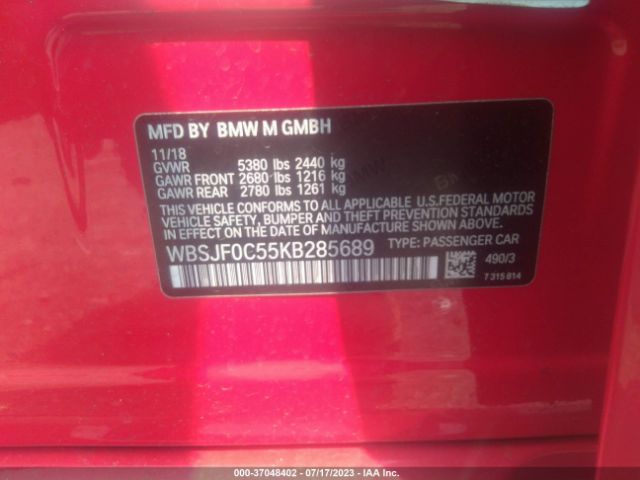 MFD BY BMW M GMBH
11/18
GVWR 5380 lbs 2440 kg
GAWR FRONT 2680 lbs 1216 kg
GAWR REAR 2780 lbs 1261 kg
THIS VEHICLE CONFORMS TO ALL APPLICABLE U.S.FEDERAL MOTOR
VEHICLE SAFETY, BUMPER AND THEFT PREVENTION STANDARDS IN
EFFECT ON THE DATE OF MANUFACTURE SHOWN ABOVE.
WBSJF0C55KB285689 TYPE: PASSENGER CAR
490/3
7 315 814
000-37048402 - 07/17/2023 - IAA Inc.